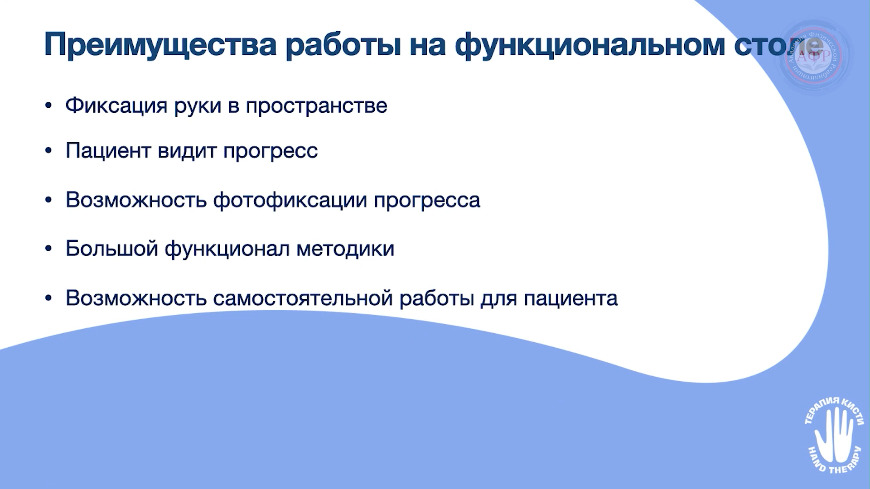 Преимущества работы на функциональном столе
• Фиксация руки в пространстве
• Пациент видит прогресс
• Возможность фотофиксации прогресса
• Большой функционал методики
• Возможность самостоятельной работы для пациента
ТЕРАПИЯ КИСТИ
HAND THERAPY